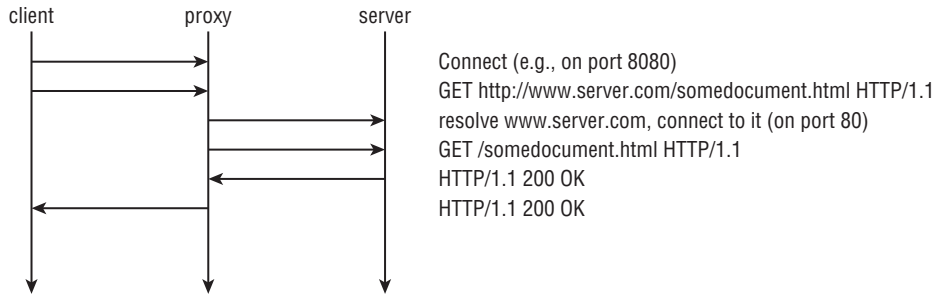 client proxy server
Connect (e.g., on port 8080)
GET http://www.server.com/somedocument.html HTTP/1.1
resolve www.server.com, connect to it (on port 80)
GET /somedocument.html HTTP/1.1
HTTP/1.1 200 OK
HTTP/1.1 200 OK